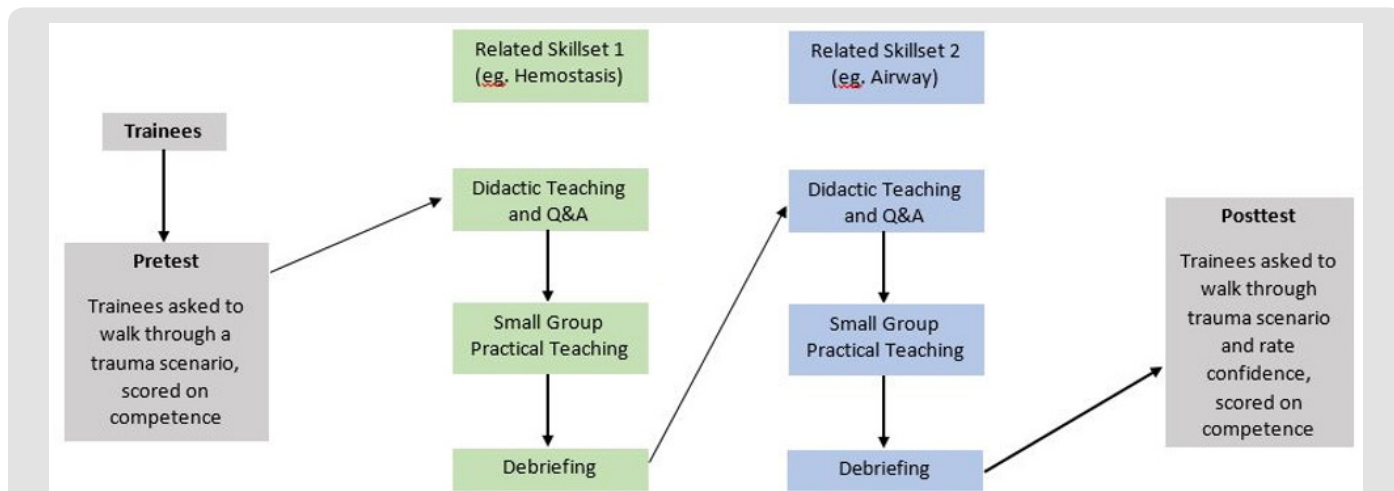 Trainees
Pretest
Trainees asked to
walk through a
trauma scenario,
scored on
competence
Related Skillset 1
(eg. Hemostasis)
Didactic Teaching
and Q&A
Small Group
Practical Teaching
Debriefing
Related Skillset 2
(eg. Airway)
Didactic Teaching
and Q&A
Small Group
Practical Teaching
Debriefing
Posttest
Trainees asked to
walk through
trauma scenario
and rate
confidence,
scored on
competence